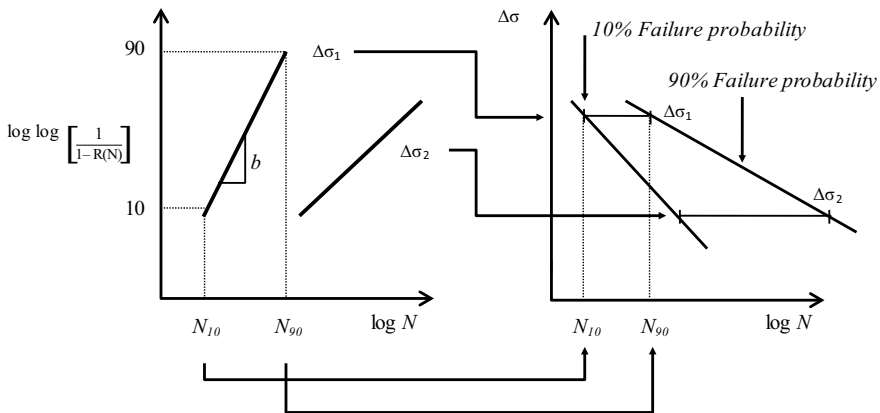 90
log log [1/1–R(N)]
b
10
N10
N90
log N
Δσ1
Δσ2
Δσ
10% Failure probability
90% Failure probability
Δσ1
Δσ2
N10
N90
log N